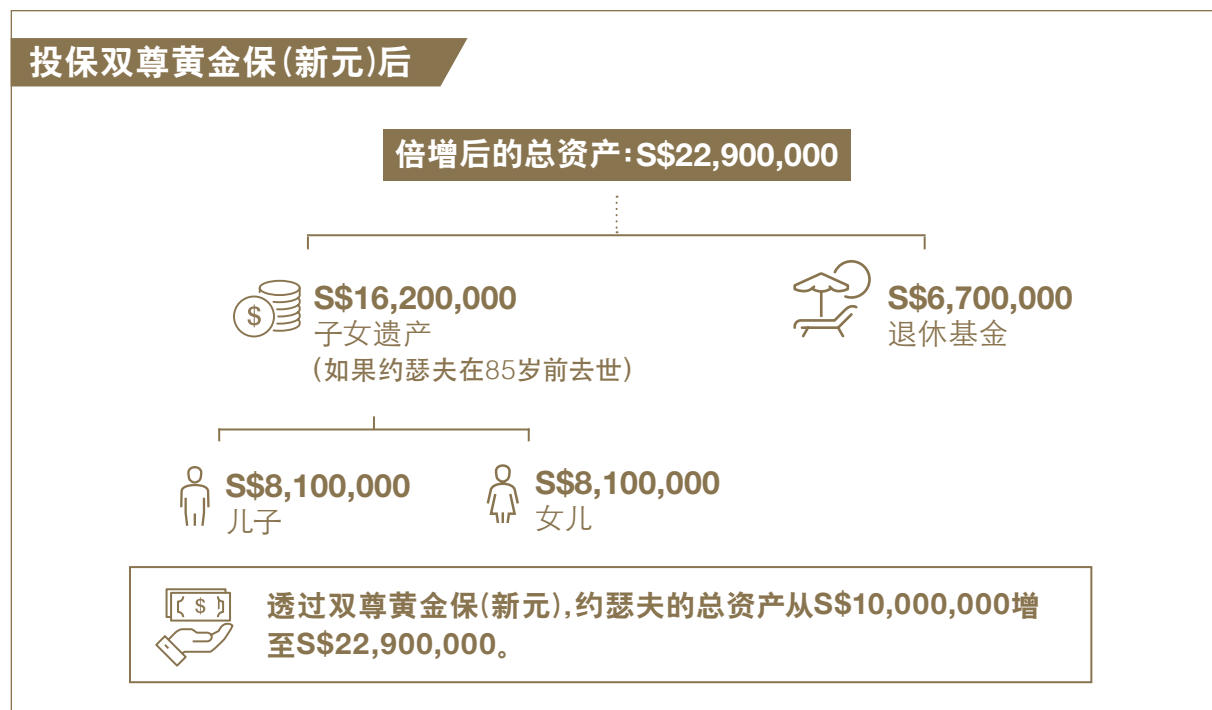 投保双尊黄金保(新元)后
倍增后的总资产:S$22,900,000
S$16,200,000
子女遗产
(如果约瑟夫在85岁前去世)
S$6,700,000
退休基金
S$8,100,000
儿子
S$8,100,000
女儿
透过双尊黄金保(新元),约瑟夫的总资产从S$10,000,000增
至S$22,900,000。